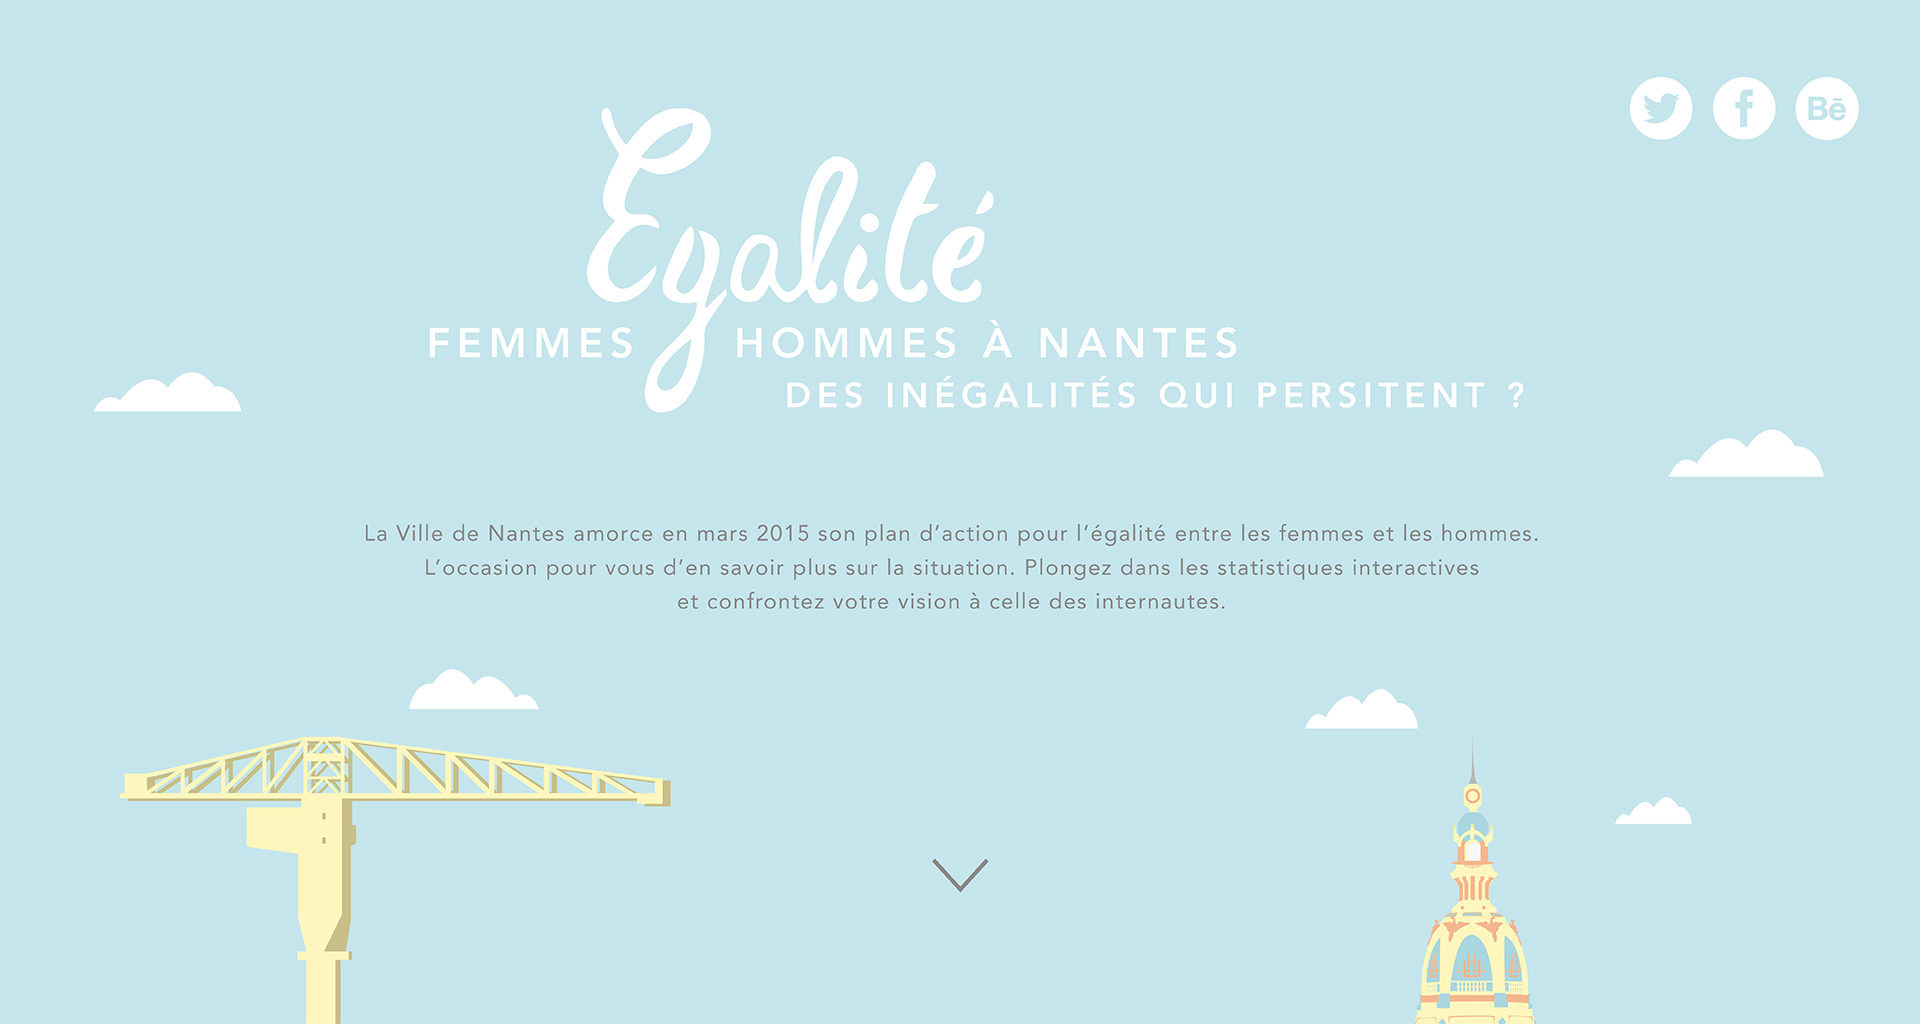 Egalité
FEMMES HOMMES À NANTES
DES INÉGALITÉS QUI PERSITENT ?
La Ville de Nantes amorce en mars 2015 son plan d’action pour l’égalité entre les femmes et les hommes.
L’occasion pour vous d’en savoir plus sur la situation. Plongez dans les statistiques interactives
et confrontez votre vision à celle des internautes.
f Bē